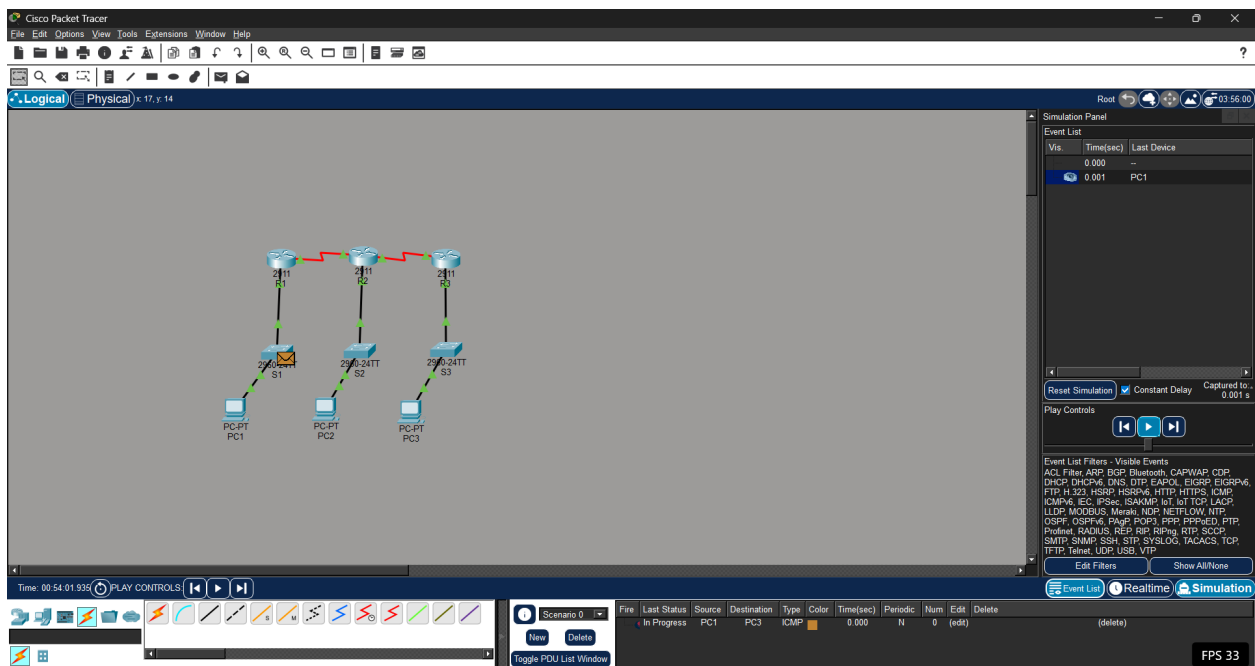 Cisco Packet Tracer
File Edit Options View Tools Extensions Window Help
?
Logical Physical x: 17, y: 14 Root 03:56:00
Simulation Panel
Event List
Vis. Time(sec) Last Device
0.000 --
0.001 PC1
2911 2911 2911
R1 R2 R3
2960-24TT 2960-24TT 2960-24TT
S1 S2 S3
PC-PT PC-PT PC-PT
PC1 PC2 PC3
Reset Simulation Constant Delay Captured to:
0.001 s
Play Controls
Event List Filters - Visible Events
ACL Filter, ARP, BGP, Bluetooth, CAPWAP, CDP,
DHCP, DHCPv6, DNS, DTP, EAPOL, EIGRP, EIGRPv6,
FTP, H.323, HSRP, HSRPv6, HTTP, HTTPS, ICMP,
ICMPv6, IEC, IPSec, ISAKMP, IoT, IoT TCP, LACP,
LLDP, MODBUS, Meraki, NDP, NETFLOW, NTP,
OSPF, OSPFv6, PAgP, POP3, PPP, PPPoED, PTP,
Profinet, RADIUS, REP, RIP, RIPng, RTP, SCCP,
SMTP, SNMP, SSH, STP, SYSLOG, TACACS, TCP,
TFTP, Telnet, UDP, USB, VTP
Edit Filters Show All/None
Time: 00:54:01.935 PLAY CONTROLS: Event List Realtime Simulation
Scenario 0
New Delete
Toggle PDU List Window
Fire Last Status Source Destination Type Color Time(sec) Periodic Num Edit Delete
In Progress PC1 PC3 ICMP 0.000 N 0 (edit) (delete)
FPS 33